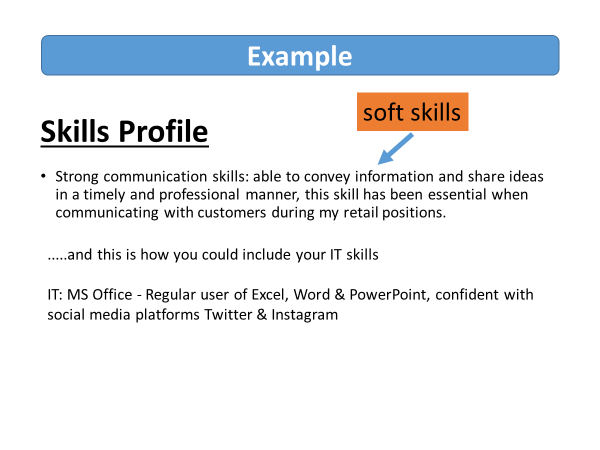 Example
soft skills
Skills Profile
• Strong communication skills: able to convey information and share ideas
in a timely and professional manner, this skill has been essential when
communicating with customers during my retail positions.
.....and this is how you could include your IT skills
IT: MS Office - Regular user of Excel, Word & PowerPoint, confident with
social media platforms Twitter & Instagram